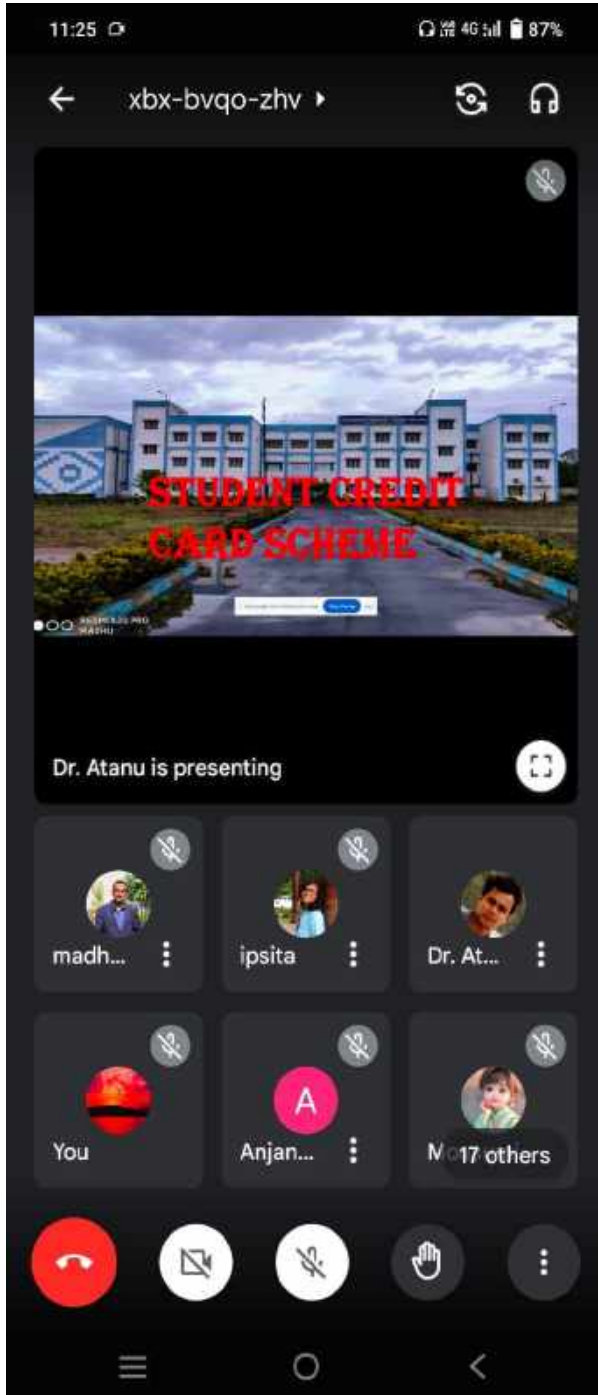 11:25
4G
87%
xbx-bvqo-zhv
STUDENT CREDIT
CARD SCHEME
Dr. Atanu is presenting
madh...
ipsita
Dr. At...
You
A
Anjan...
17 others